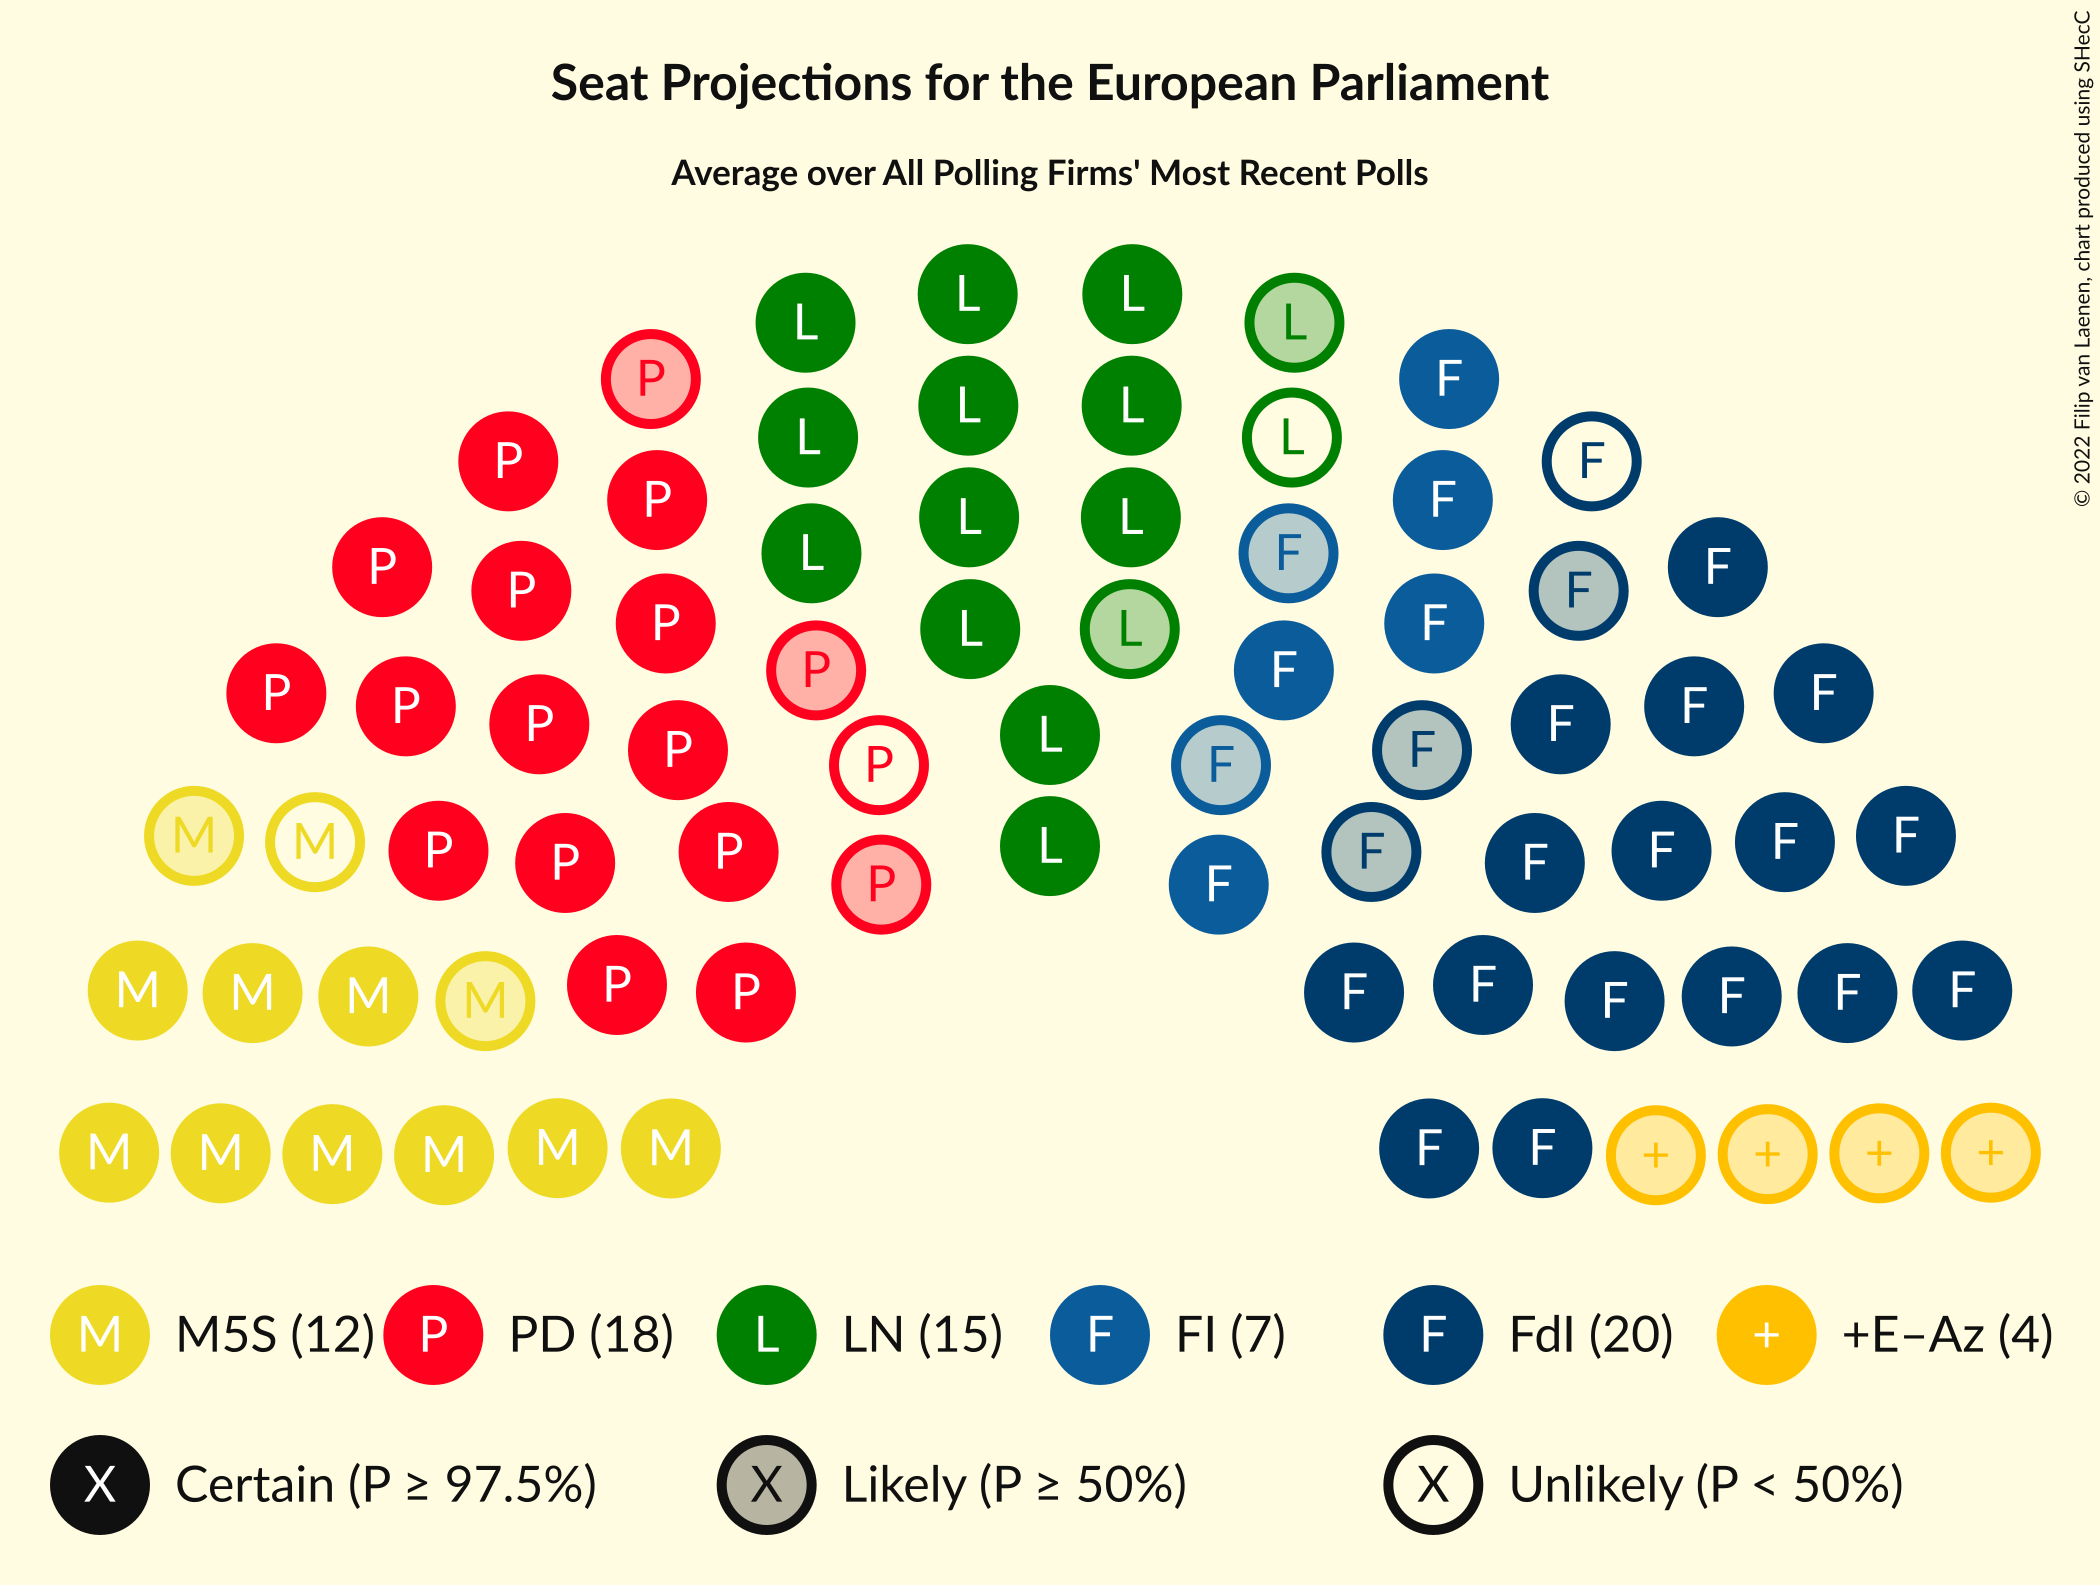 Seat Projections for the European Parliament
Average over All Polling Firms' Most Recent Polls
© 2022 Filip van Laenen, chart produced using SHecC
L L
L L
P F
L L
L L
P F
P F
L L
P F
L F
P F
P F
P F
L L
P F
P F
P F
P F
P F
L
P F
P F
P F
M F
M F
L
P F
P F
P F
P F
M F
M F
M F
M F
P F
P F
M M M M M M F F + + + +
M M5S (12) P PD (18) L LN (15) F FI (7) F FdI (20) + +E–Az (4)
X Certain (P ≥ 97.5%) X Likely (P ≥ 50%) X Unlikely (P < 50%)